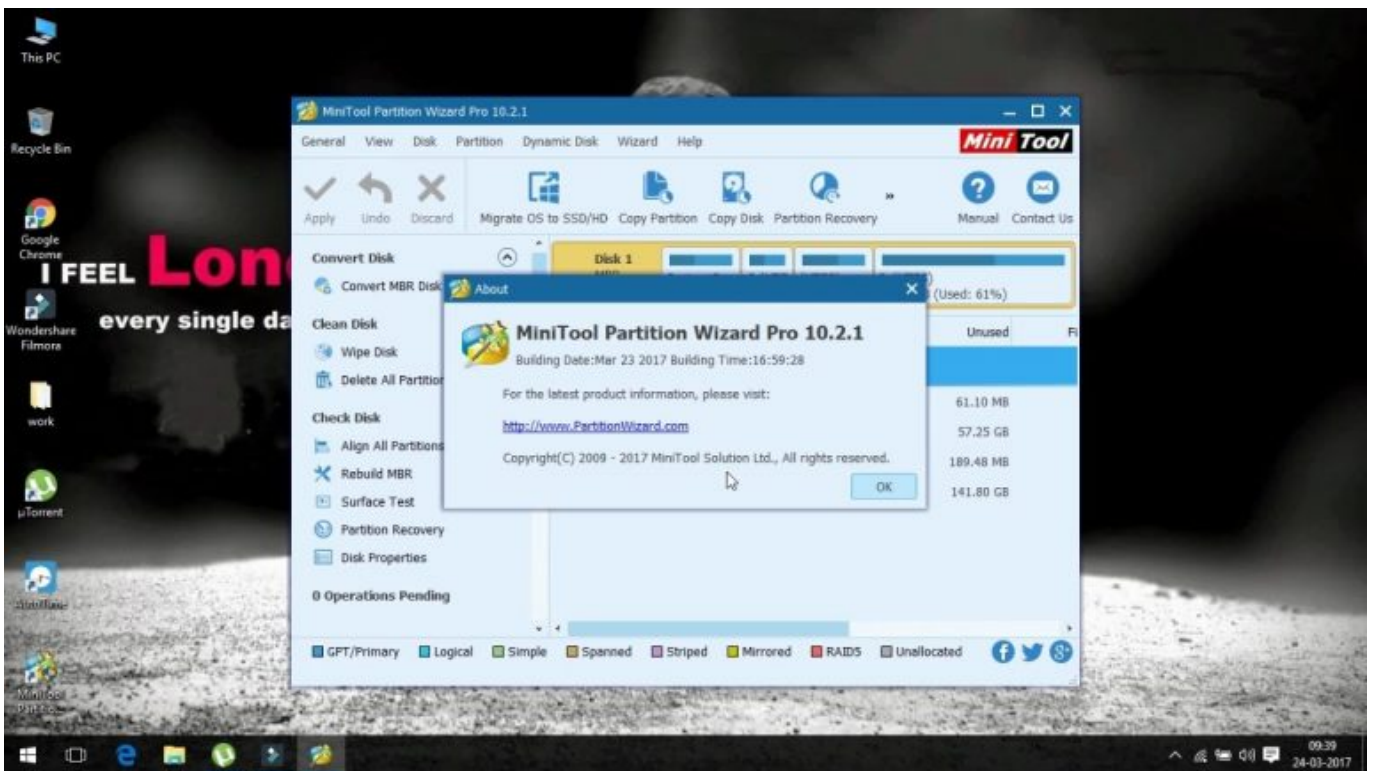 This PC
Recycle Bin
Google
Chrome
I FEEL Lon
every single da
Wondershare
Filmora
work
µTorrent
MiniTool
MiniTool Partition Wizard Pro 10.2.1
General View Disk Partition Dynamic Disk Wizard Help
Mini Tool
Apply Undo Discard Migrate OS to SSD/HD Copy Partition Copy Disk Partition Recovery » Manual Contact Us
Convert Disk
Convert MBR Disk
Clean Disk
Wipe Disk
Delete All Partition
Check Disk
Align All Partitions
Rebuild MBR
Surface Test
Partition Recovery
Disk Properties
0 Operations Pending
Disk 1
(Used: 61%)
Unused Fi
61.10 MB
57.25 GB
189.48 MB
141.80 GB
About
MiniTool Partition Wizard Pro 10.2.1
Building Date:Mar 23 2017 Building Time:16:59:28
For the latest product information, please visit:
http://www.PartitionWizard.com
Copyright(C) 2009 - 2017 MiniTool Solution Ltd., All rights reserved.
OK
GPT/Primary Logical Simple Spanned Striped Mirrored RAID5 Unallocated
09:39
24-03-2017